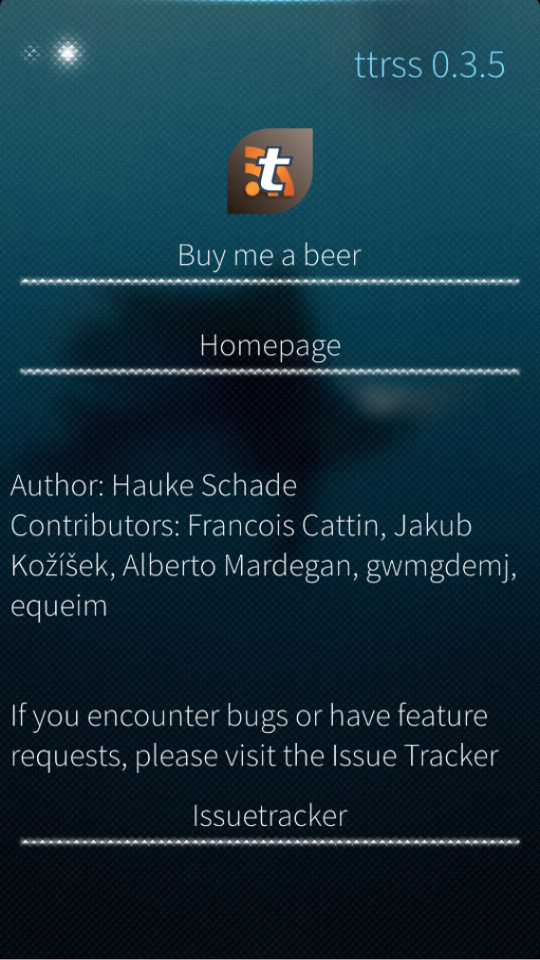 ttrss 0.3.5
t
Buy me a beer
Homepage
Author: Hauke Schade
Contributors: Francois Cattin, Jakub
Kožíšek, Alberto Mardegan, gwmgdemj,
equeim
If you encounter bugs or have feature
requests, please visit the Issue Tracker
Issuetracker